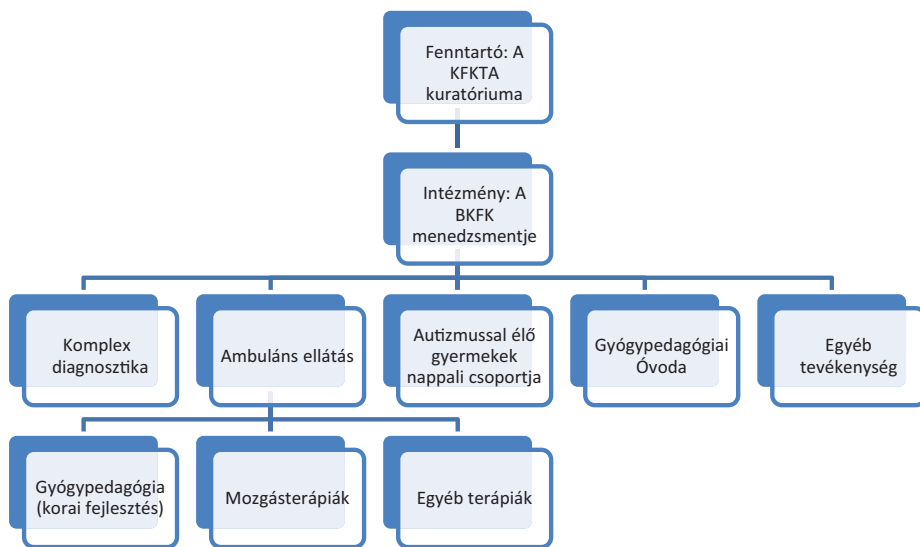 Fenntartó: A
KFKTA
kuratóriuma
Intézmény: A
BKFK
menedzsmentje
Komplex
diagnosztika
Ambuláns ellátás
Autizmussal élő
gyermekek
nappali csoportja
Gyógypedagógiai
Óvoda
Egyéb
tevékenység
Gyógypedagógia
(korai fejlesztés)
Mozgásterápiák
Egyéb terápiák